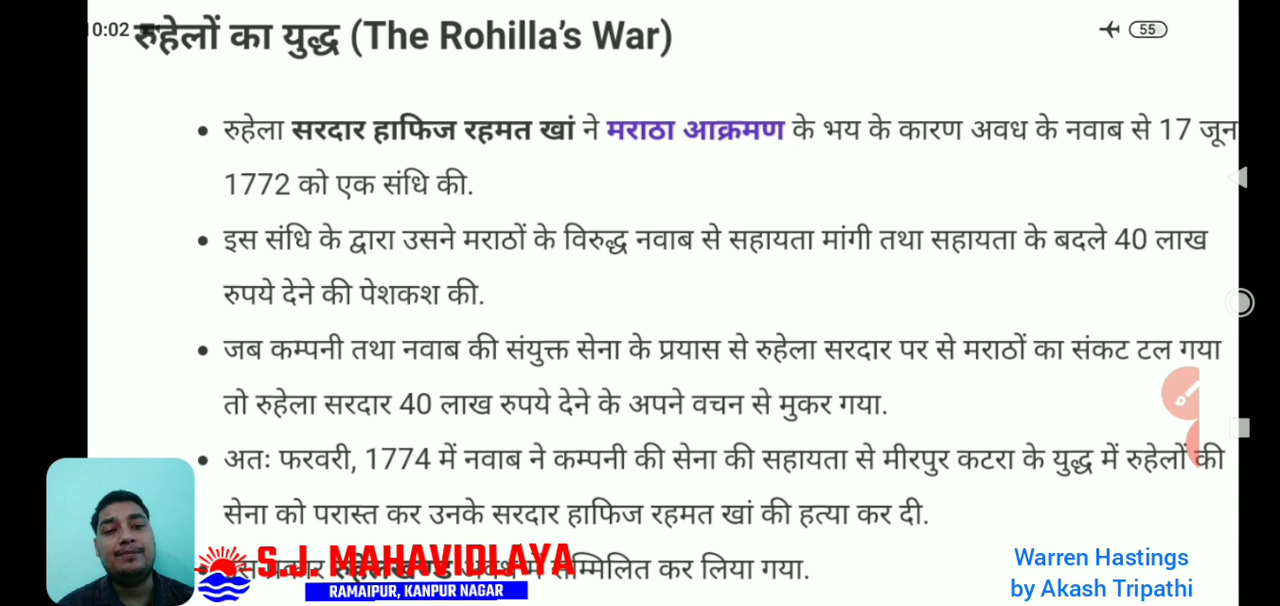 10:02
रुहेलों का युद्ध (The Rohilla’s War)
55
रुहेला सरदार हाफिज रहमत खां ने मराठा आक्रमण के भय के कारण अवध के नवाब से 17 जून
1772 को एक संधि की.
इस संधि के द्वारा उसने मराठों के विरुद्ध नवाब से सहायता मांगी तथा सहायता के बदले 40 लाख
रुपये देने की पेशकश की.
जब कम्पनी तथा नवाब की संयुक्त सेना के प्रयास से रुहेला सरदार पर से मराठों का संकट टल गया
तो रुहेला सरदार 40 लाख रुपये देने के अपने वचन से मुकर गया.
अतः फरवरी, 1774 में नवाब ने कम्पनी की सेना की सहायता से मीरपुर कटरा के युद्ध में रुहेलों की
सेना को परास्त कर उनके सरदार हाफिज रहमत खां की हत्या कर दी.
सम्मिलित कर लिया गया.
S.J. MAHAVIDLAYA
RAMAIPUR, KANPUR NAGAR
Warren Hastings
by Akash Tripathi